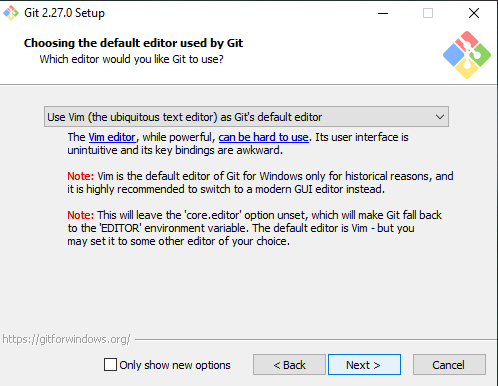 Git 2.27.0 Setup
Choosing the default editor used by Git
Which editor would you like Git to use?
Use Vim (the ubiquitous text editor) as Git's default editor
The Vim editor, while powerful, can be hard to use. Its user interface is
unintuitive and its key bindings are awkward.
Note: Vim is the default editor of Git for Windows only for historical reasons, and
it is highly recommended to switch to a modern GUI editor instead.
Note: This will leave the 'core.editor' option unset, which will make Git fall back
to the 'EDITOR' environment variable. The default editor is Vim - but you
may set it to some other editor of your choice.
https://gitforwindows.org/
Only show new options
< Back
Next >
Cancel